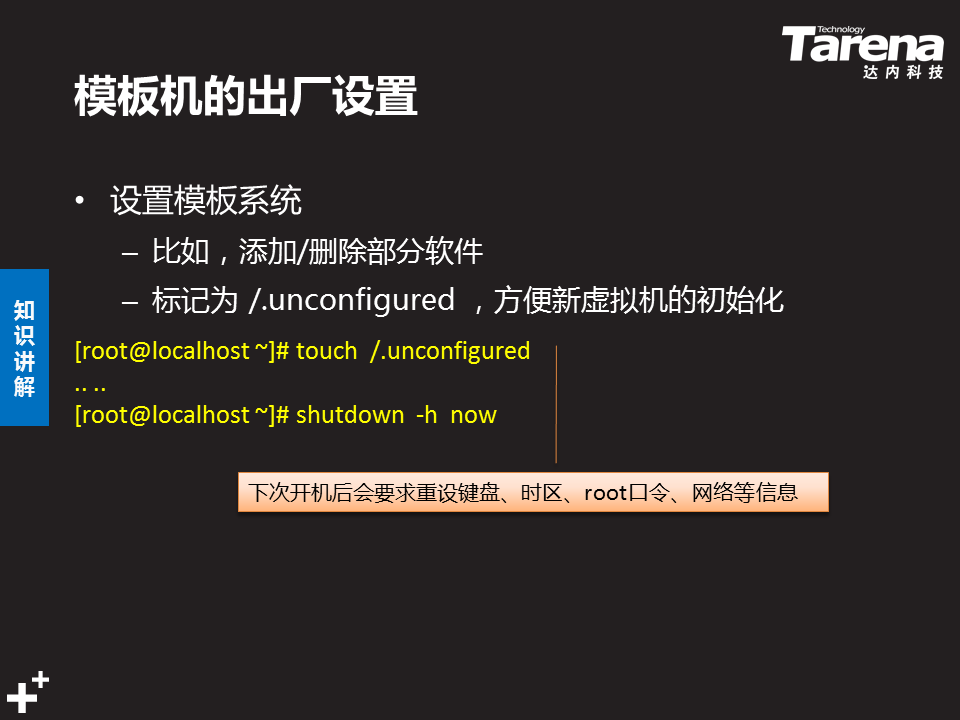 Technology
Tarena
达内科技
模板机的出厂设置
• 设置模板系统
– 比如，添加/删除部分软件
– 标记为 /.unconfigured ，方便新虚拟机的初始化
知识讲解
[root@localhost ~]# touch /.unconfigured
.. ..
[root@localhost ~]# shutdown -h now
下次开机后会要求重设键盘、时区、root口令、网络等信息